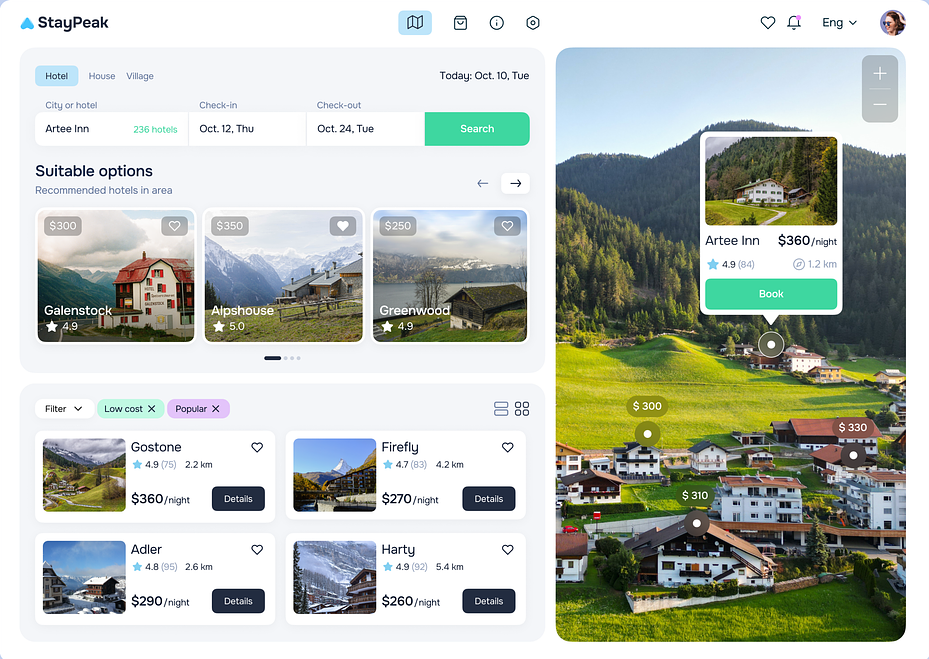 StayPeak
Eng
Hotel House Village
Today: Oct. 10, Tue
City or hotel Check-in Check-out
Artee Inn 236 hotels Oct. 12, Thu Oct. 24, Tue Search
Suitable options
Recommended hotels in area
$300 $350 $250
HOTEL
GALENSTOCK
Galenstock Alpshouse Greenwood
4.9 5.0 4.9
Filter Low cost Popular
Gostone
4.9 (75) 2.2 km
$360/night Details
Firefly
4.7 (83) 4.2 km
$270/night Details
Adler
4.8 (95) 2.6 km
$290/night Details
Harty
4.9 (92) 5.4 km
$260/night Details
Artee Inn $360/night
4.9 (84) 1.2 km
Book
$ 300
$ 330
$ 310